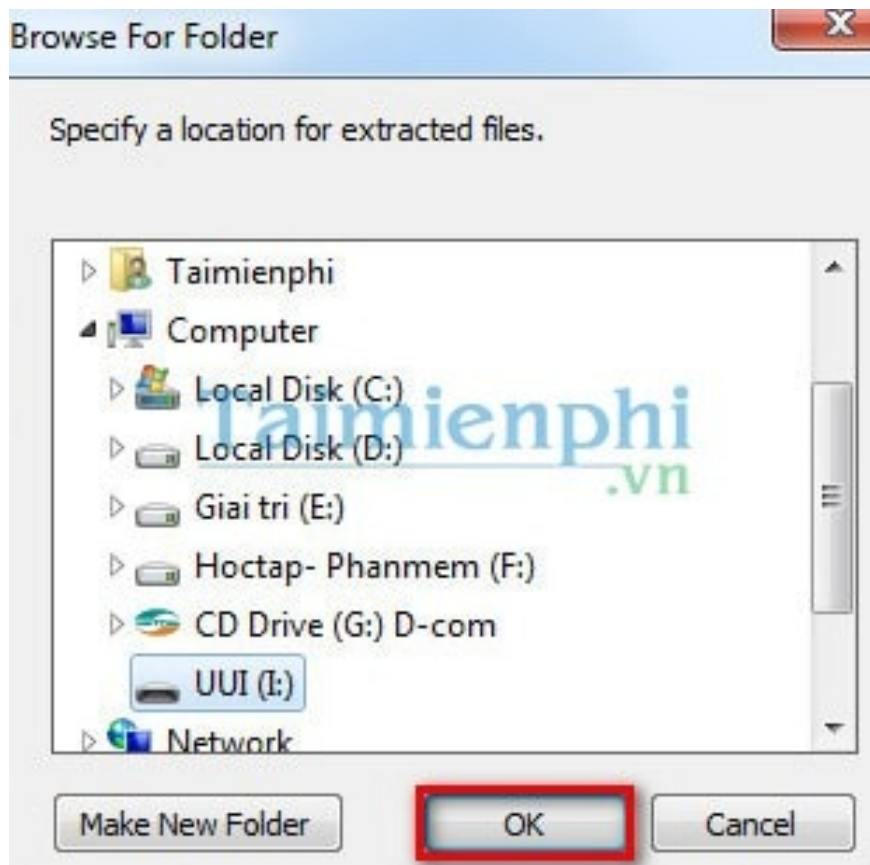 Browse For Folder
Specify a location for extracted files.
Taimienphi
Computer
Local Disk (C:)
Local Disk (D:)
Taimienphi
.vn
Giai tri (E:)
Hoctap- Phanmem (F:)
CD Drive (G:) D-com
UUI (I:)
Network
Make New Folder
OK
Cancel